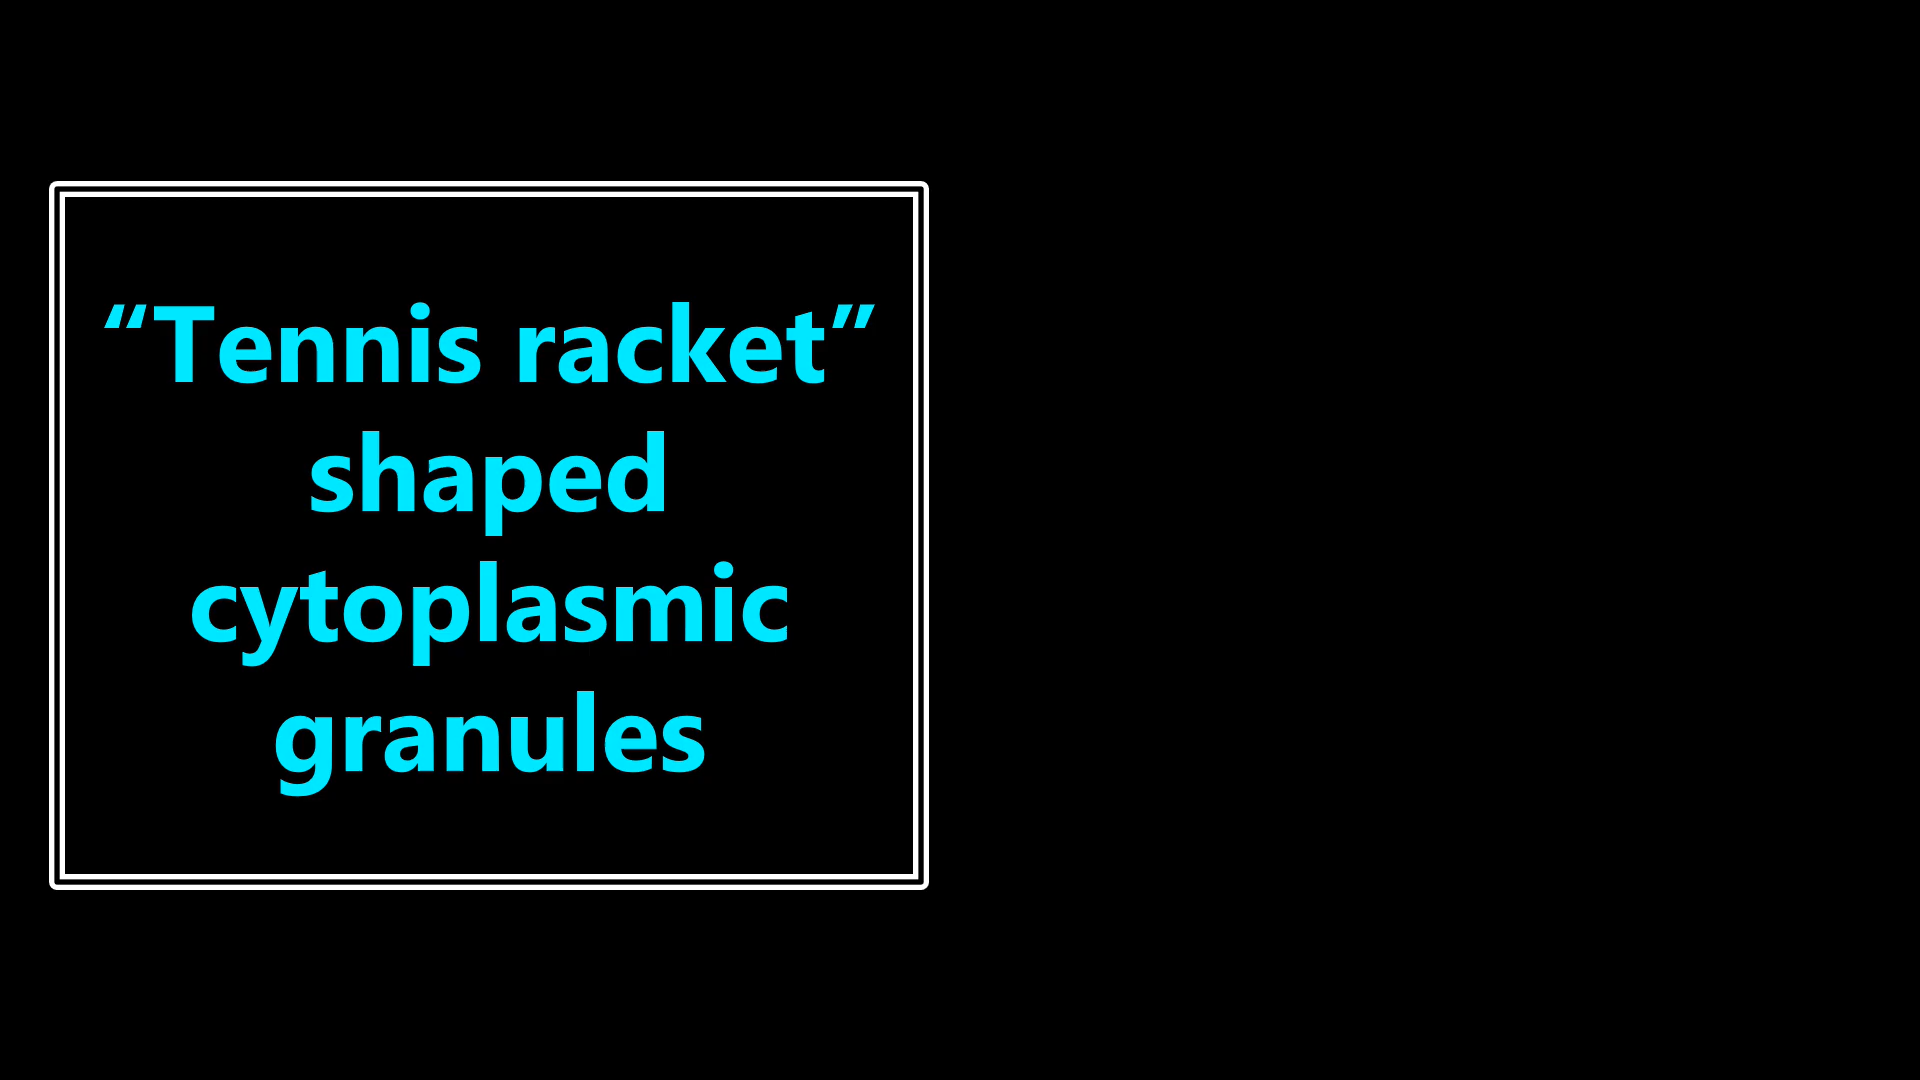 “Tennis racket”
shaped
cytoplasmic
granules